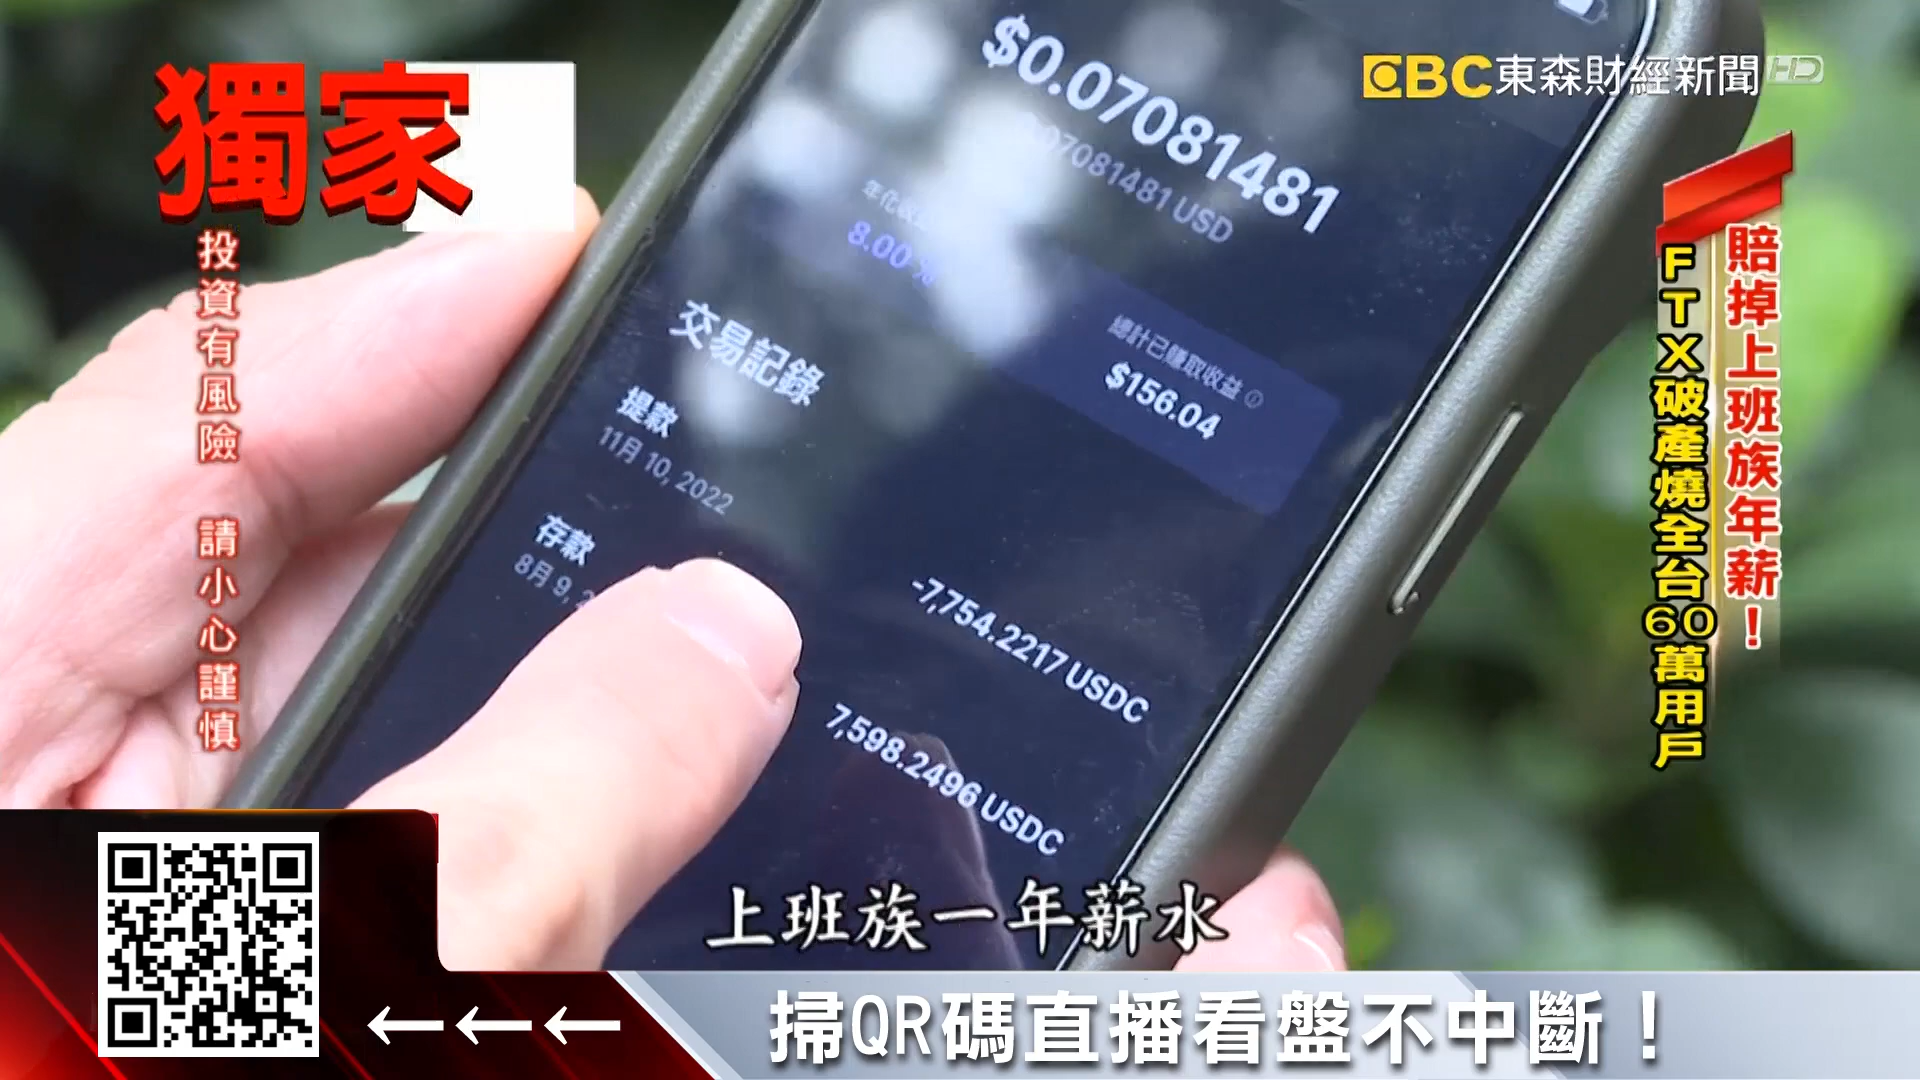 獨家
EBC東森財經新聞 HD
投資有風險 請小心謹慎
賠掉上班族年薪！
FTX破產燒全台60萬用戶
$0.07081481
07081481 USD
8.00 %
總計已賺取收益
$156.04
交易記錄
提款
11月 10, 2022
-7,754.2217 USDC
存款
8月 9, 2
7,598.2496 USDC
上班族一年薪水
←←←
掃QR碼直播看盤不中斷！